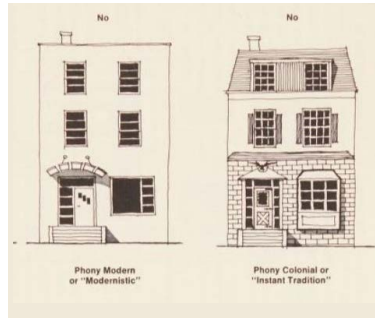 No
No
Phony Modern
or "Modernistic"
Phony Colonial or
"Instant Tradition"